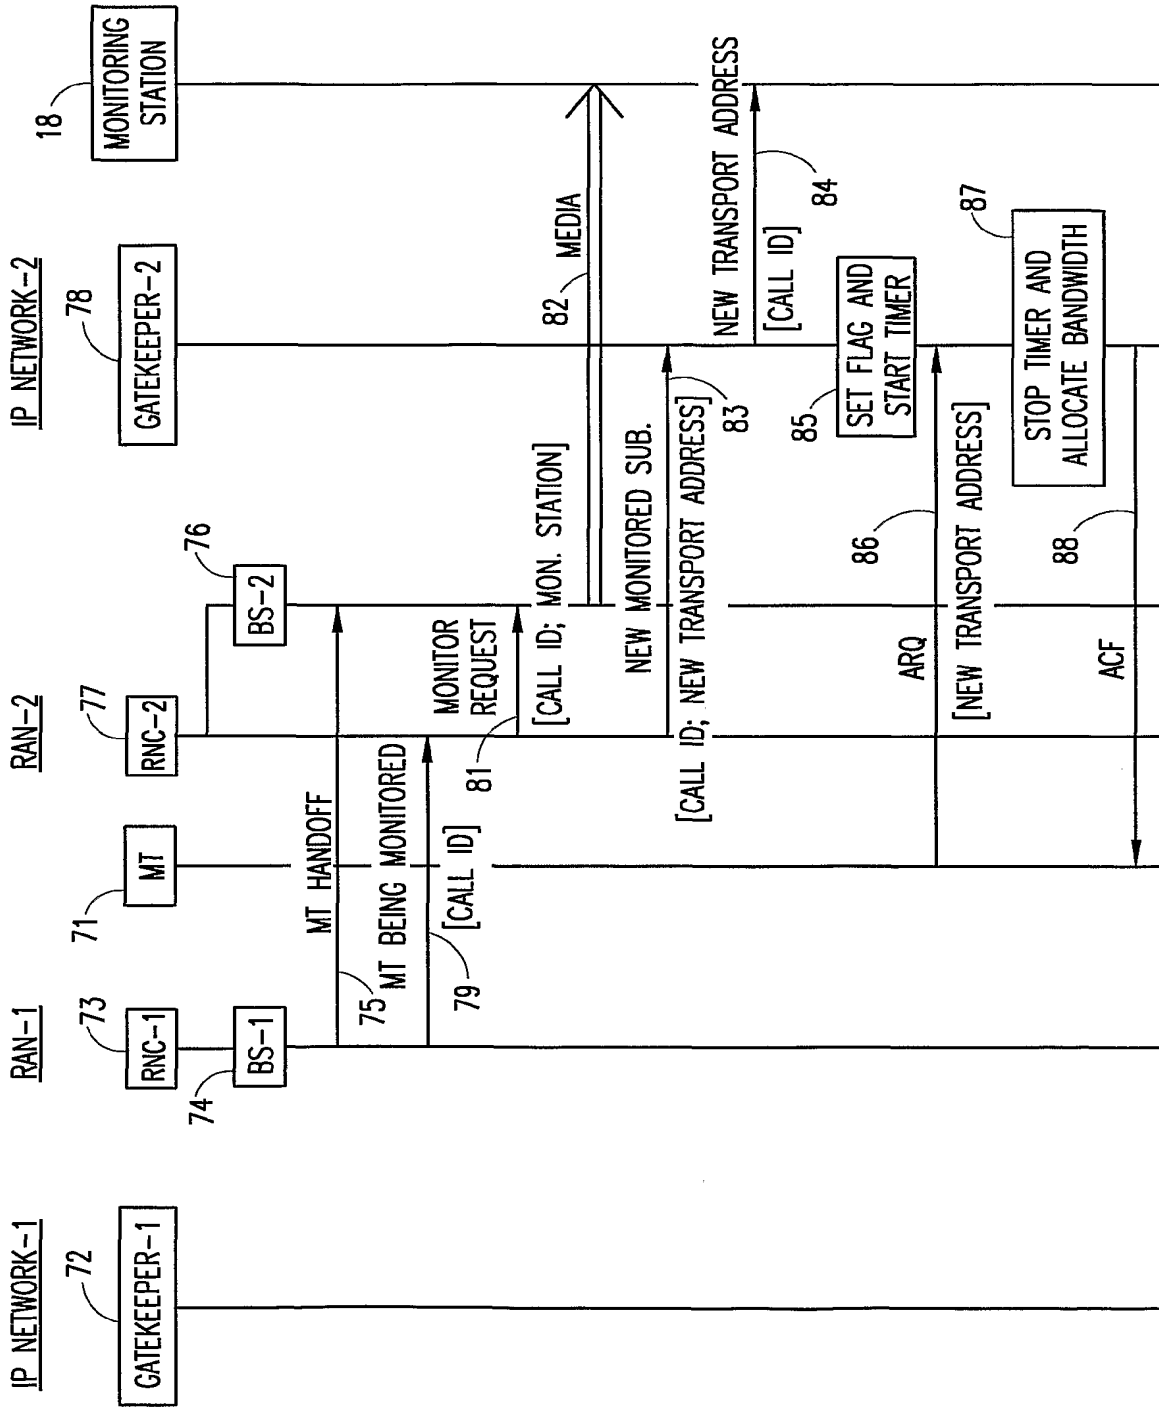 IP NETWORK-1
RAN-1
RAN-2
IP NETWORK-2
72
GATEKEEPER-1
73
RNC-1
74
BS-1
71
MT
77
RNC-2
76
BS-2
78
GATEKEEPER-2
18
MONITORING
STATION
MT HANDOFF
75
MT BEING MONITORED
79
[CALL ID]
MONITOR
REQUEST
81
[CALL ID; MON. STATION]
82
MEDIA
NEW MONITORED SUB.
83
[CALL ID; NEW TRANSPORT ADDRESS]
NEW TRANSPORT ADDRESS
84
[CALL ID]
85
SET FLAG AND
START TIMER
ARQ
86
[NEW TRANSPORT ADDRESS]
87
STOP TIMER AND
ALLOCATE BANDWIDTH
ACF
88